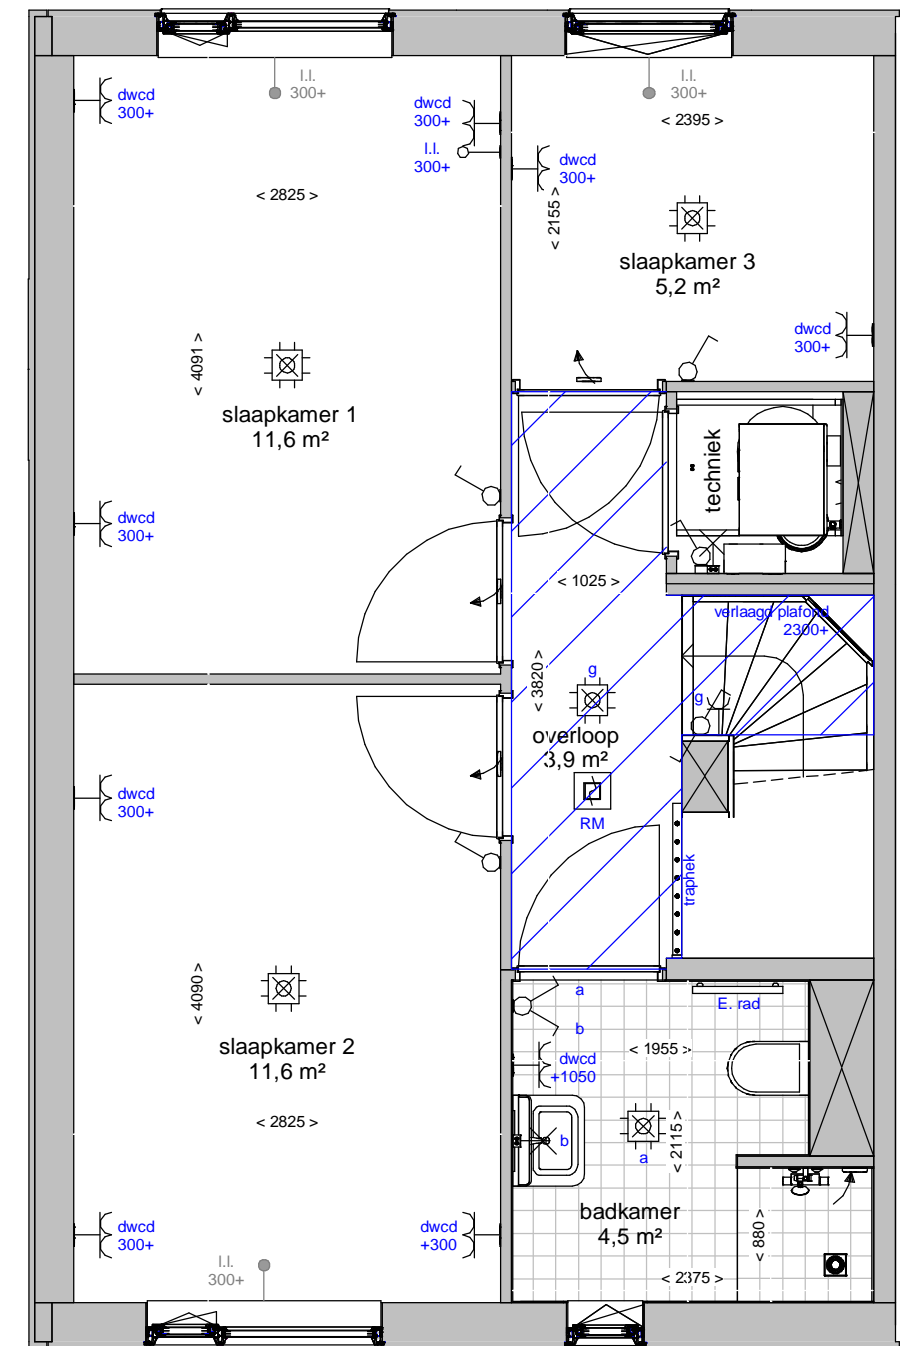 l.l.
300+
l.l.
300+
dwcd
300+
dwcd
300+
l.l.
300+
< 2395 >
dwcd
300+
< 2825 >
< 2155 >
slaapkamer 3
5,2 m²
dwcd
300+
< 4091 >
slaapkamer 1
11,6 m²
techniek
dwcd
300+
< 1025 >
verlaagd plafond
2300+
< 3820 >
g
g
overloop
3,9 m²
dwcd
300+
RM
traphek
< 4090 >
a
E. rad
b
slaapkamer 2
11,6 m²
< 1955 >
dwcd
+1050
< 2825 >
b
a
< 2115 >
badkamer
4,5 m²
dwcd
300+
dwcd
+300
< 880 >
l.l.
300+
< 2375 >